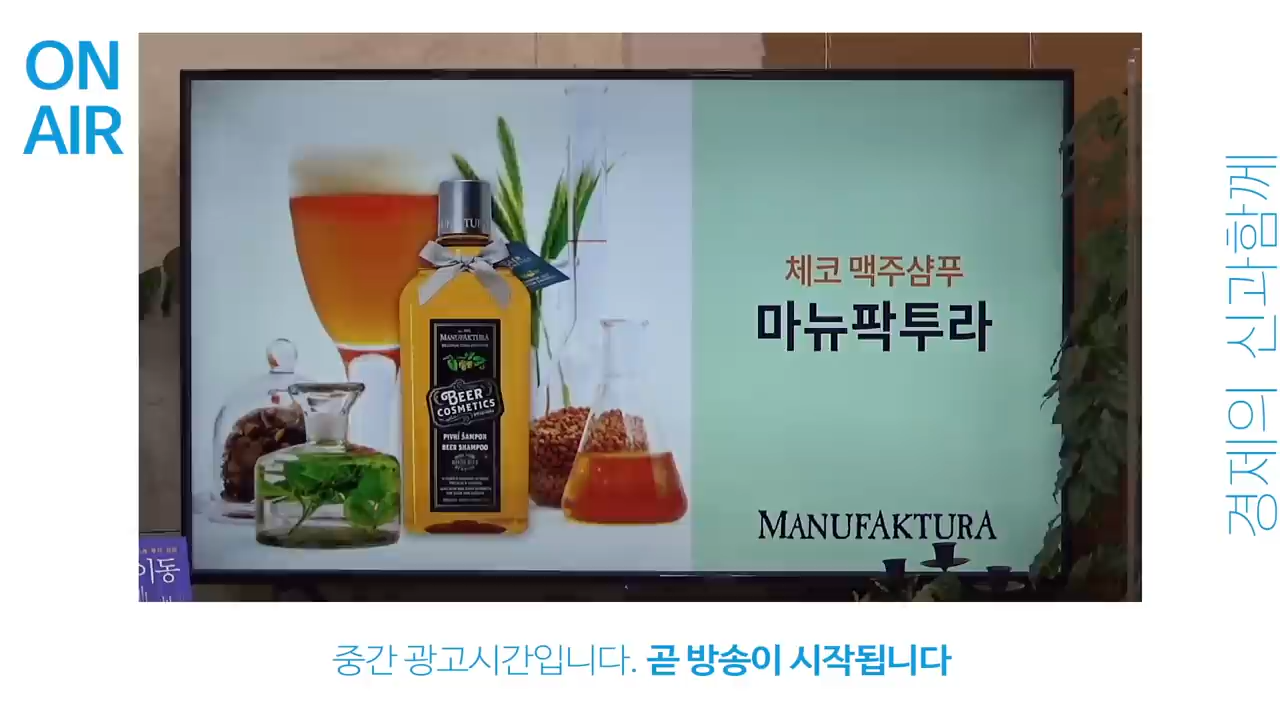 ON
AIR
체코 맥주샴푸
마뉴팍투라
MANUFAKTURA
MANUFAKTURA
BEER
COSMETICS
PIVNÍ ŠAMPON
BEER SHAMPOO
이동
경제의 신과함께
중간 광고시간입니다. 곧 방송이 시작됩니다